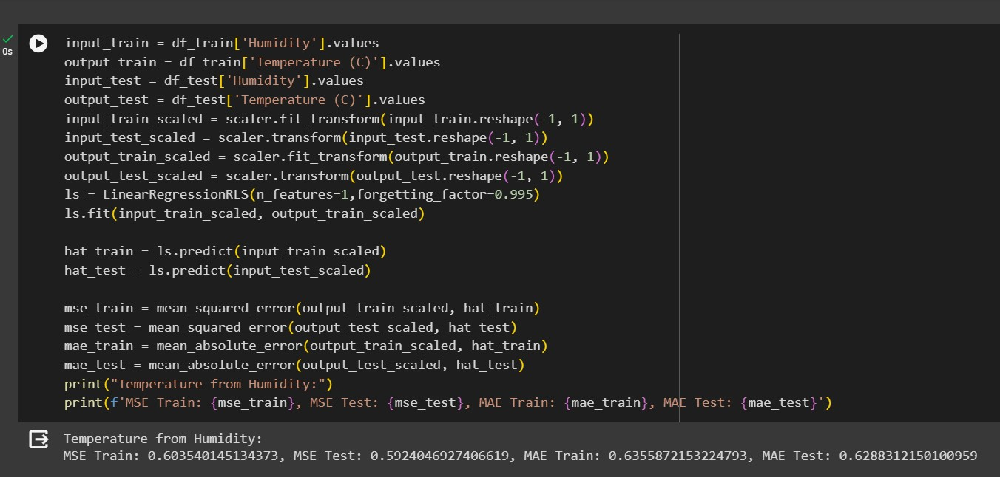 0s
input_train = df_train['Humidity'].values
output_train = df_train['Temperature (C)'].values
input_test = df_test['Humidity'].values
output_test = df_test['Temperature (C)'].values
input_train_scaled = scaler.fit_transform(input_train.reshape(-1, 1))
input_test_scaled = scaler.transform(input_test.reshape(-1, 1))
output_train_scaled = scaler.fit_transform(output_train.reshape(-1, 1))
output_test_scaled = scaler.transform(output_test.reshape(-1, 1))
ls = LinearRegressionRLS(n_features=1,forgetting_factor=0.995)
ls.fit(input_train_scaled, output_train_scaled)

hat_train = ls.predict(input_train_scaled)
hat_test = ls.predict(input_test_scaled)

mse_train = mean_squared_error(output_train_scaled, hat_train)
mse_test = mean_squared_error(output_test_scaled, hat_test)
mae_train = mean_absolute_error(output_train_scaled, hat_train)
mae_test = mean_absolute_error(output_test_scaled, hat_test)
print("Temperature from Humidity:")
print(f'MSE Train: {mse_train}, MSE Test: {mse_test}, MAE Train: {mae_train}, MAE Test: {mae_test}')
Temperature from Humidity:
MSE Train: 0.603540145134373, MSE Test: 0.5924046927406619, MAE Train: 0.6355872153224793, MAE Test: 0.6288312150100959